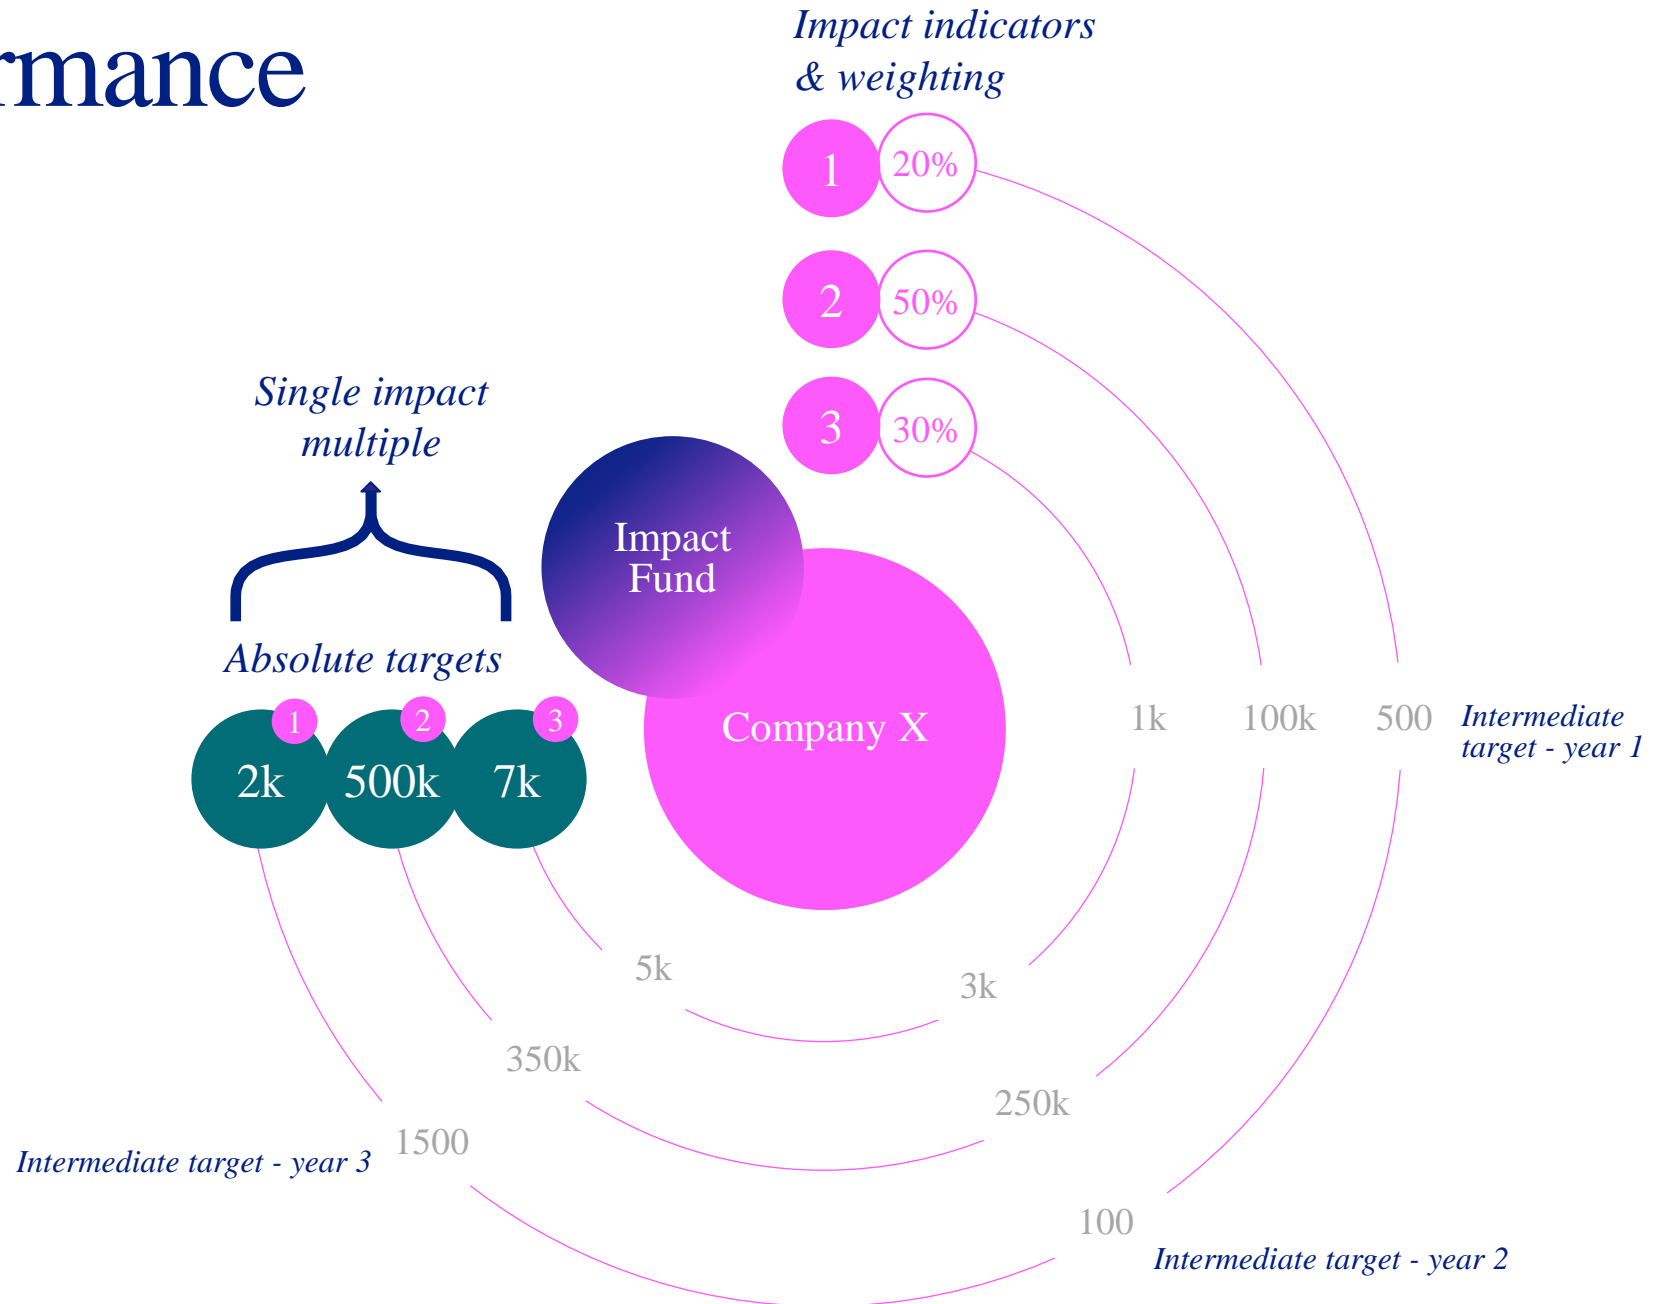 rmance
Impact indicators
& weighting
1 20%
2 50%
3 30%
Single impact
multiple
Impact
Fund
Absolute targets
1 2 3
2k 500k 7k
Company X
1k 100k 500
Intermediate
target - year 1
5k 3k
350k 250k
1500
Intermediate target - year 3
100
Intermediate target - year 2